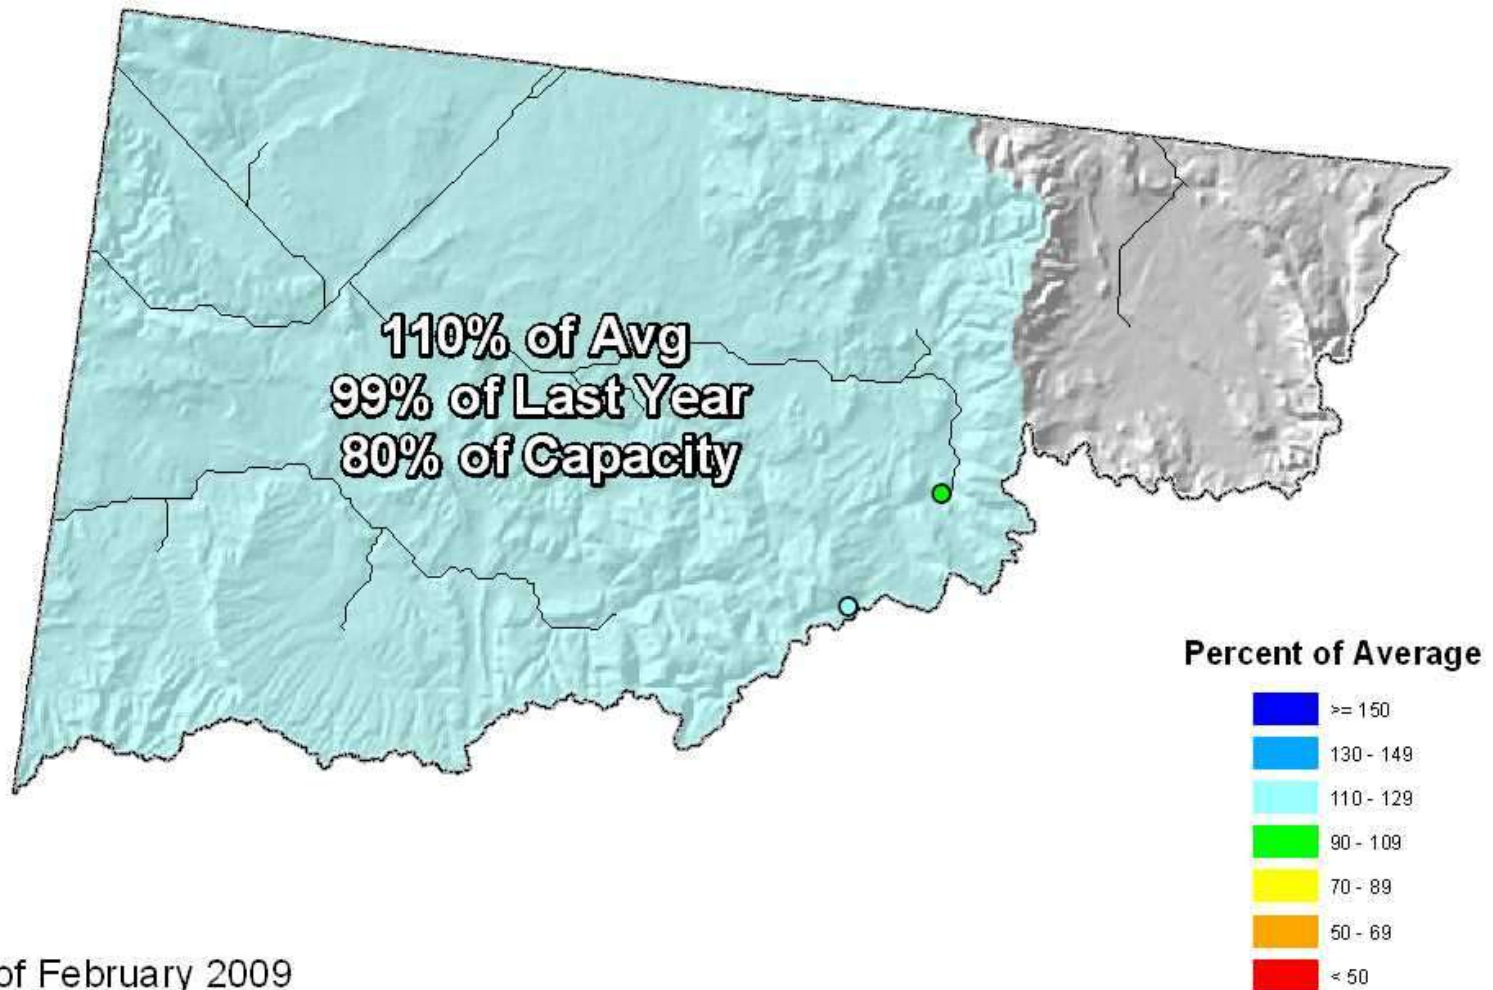 110% of Avg
99% of Last Year
80% of Capacity
Percent of Average
>= 150
130 - 149
110 - 129
90 - 109
70 - 89
50 - 69
< 50
of February 2009